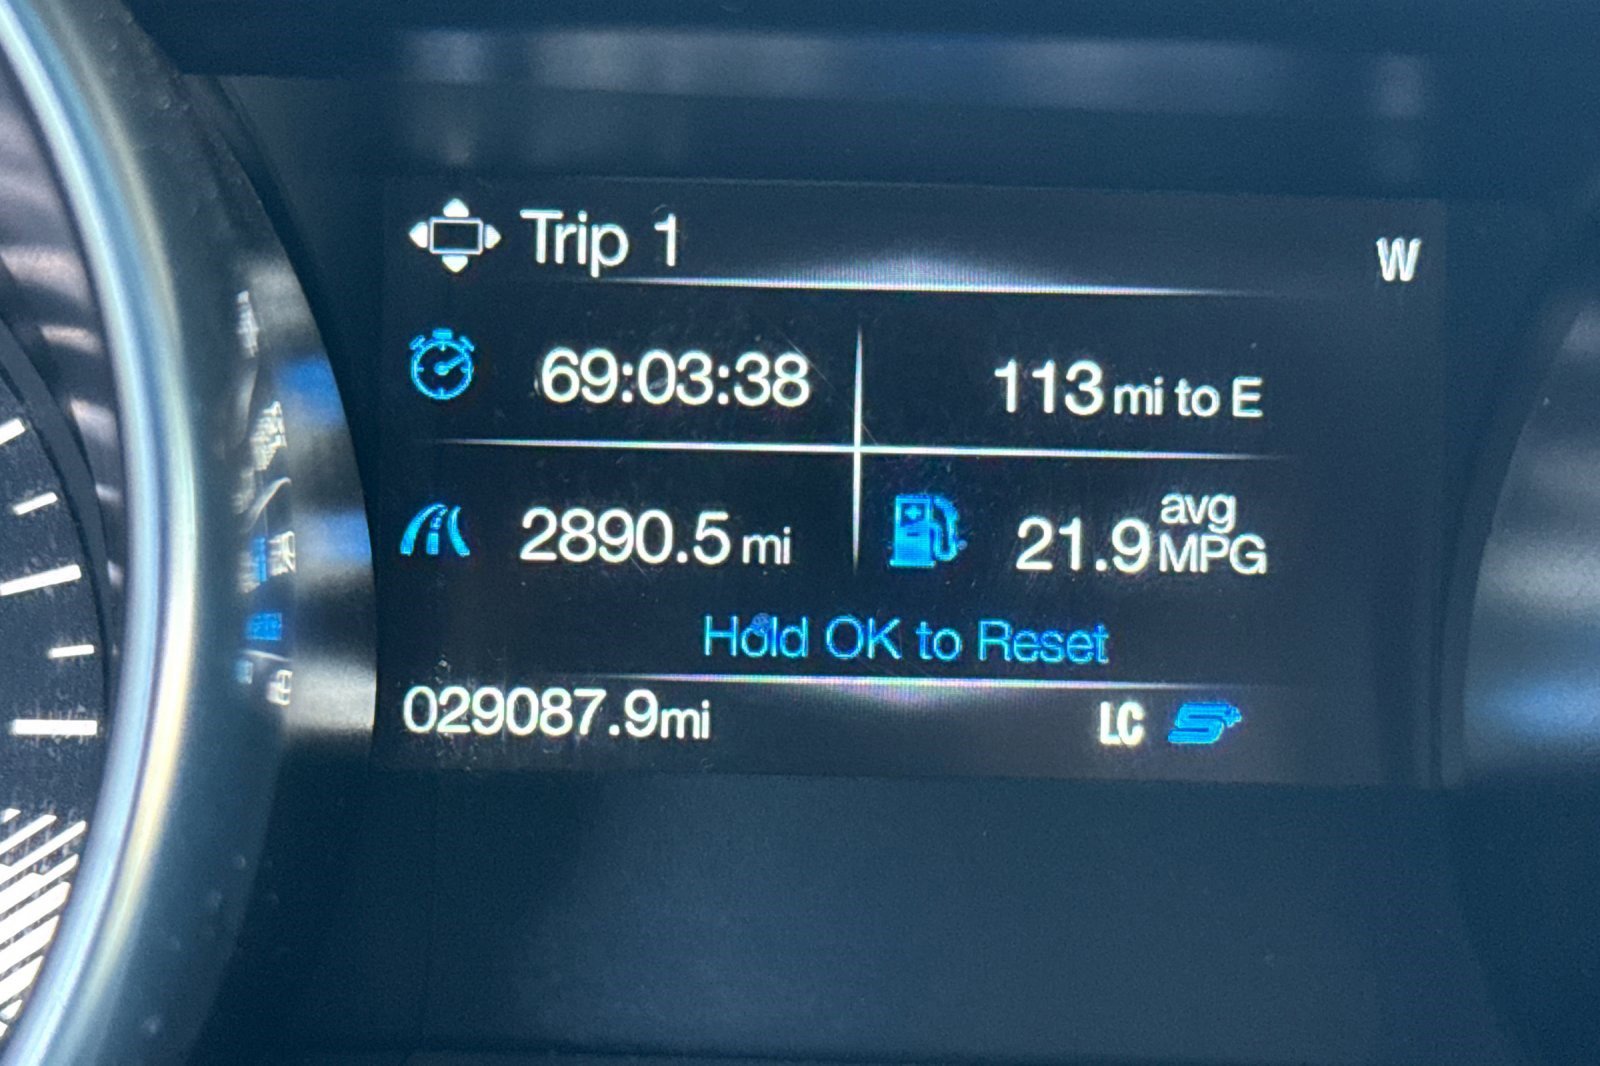 Trip 1
W
69:03:38
113 mi to E
2890.5 mi
21.9 avg MPG
Hold OK to Reset
029087.9mi
LC S+